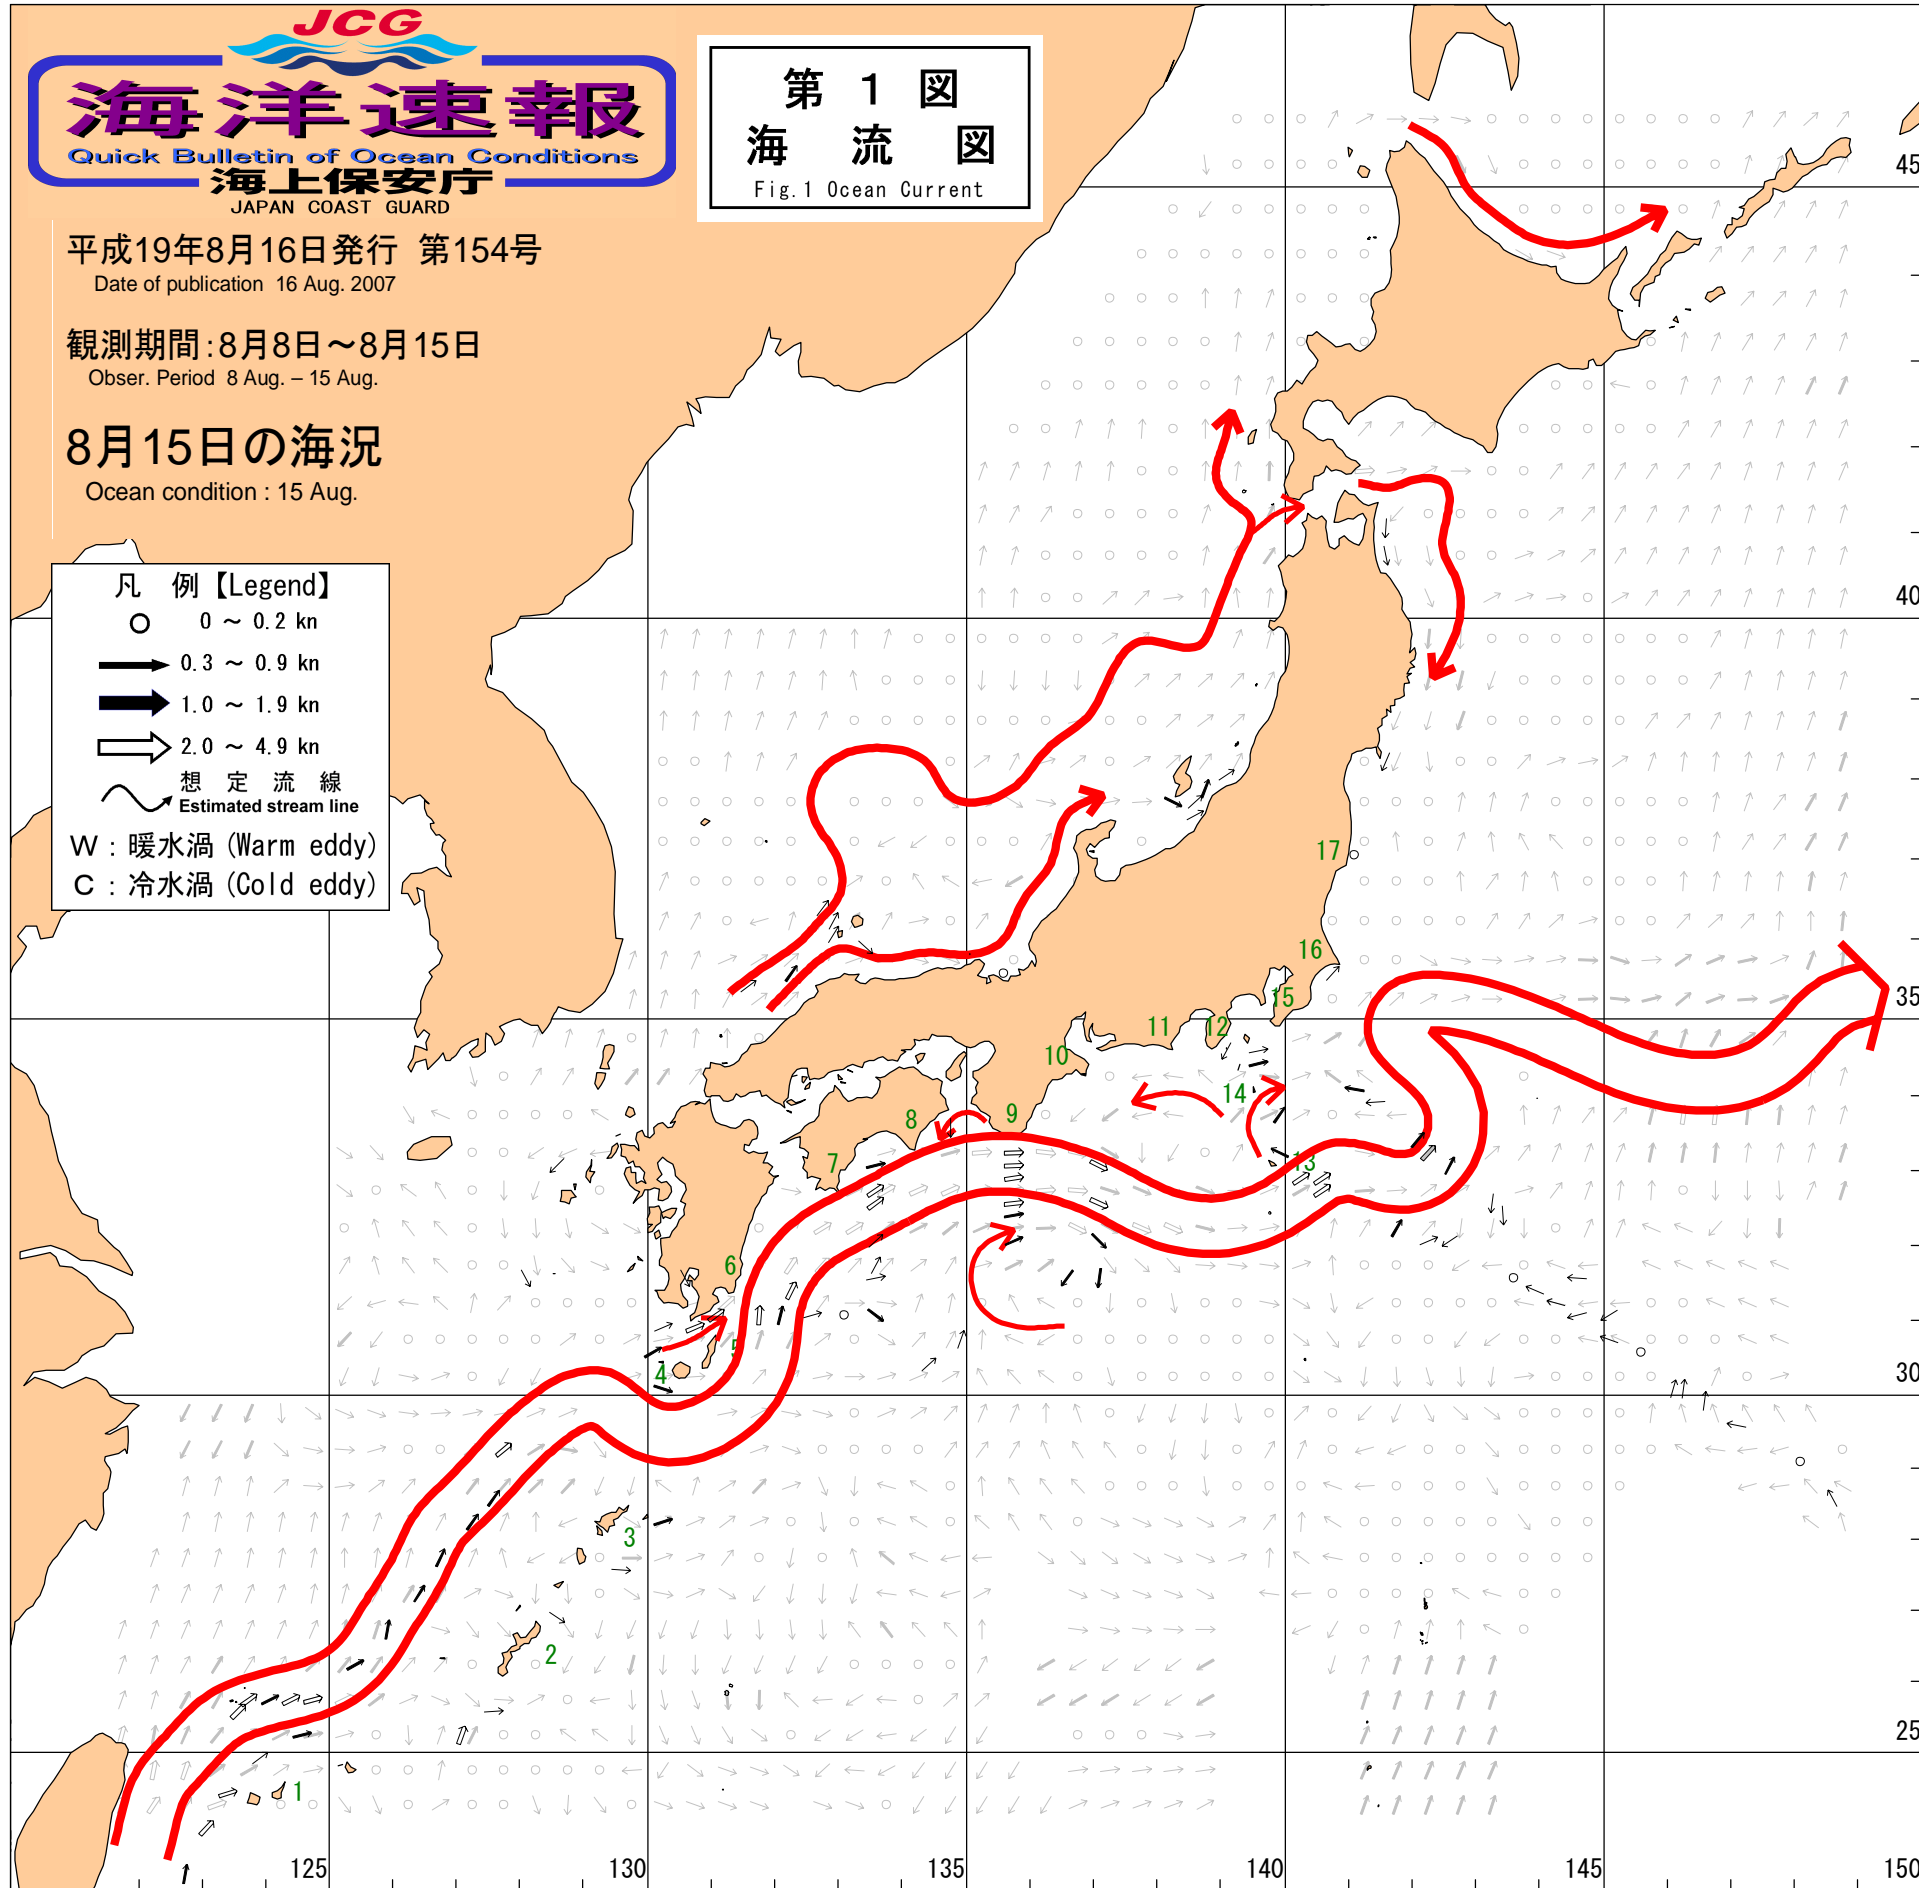 JCG
海洋速報
Quick Bulletin of Ocean Conditions
海上保安庁
JAPAN COAST GUARD
第 1 図
海 流 図
Fig.1 Ocean Current
平成19年8月16日発行 第154号
Date of publication 16 Aug. 2007
観測期間:8月8日～8月15日
Obser. Period 8 Aug. – 15 Aug.
8月15日の海況
Ocean condition : 15 Aug.
凡 例【Legend】
0 ～ 0.2 kn
0.3 ～ 0.9 kn
1.0 ～ 1.9 kn
2.0 ～ 4.9 kn
想 定 流 線
Estimated stream line
W : 暖水渦 (Warm eddy)
C : 冷水渦 (Cold eddy)
45
40
17
16
35
15
12
11
10
14
9
8
7
13
6
5
4
30
3
2
25
1
125
130
135
140
145
150